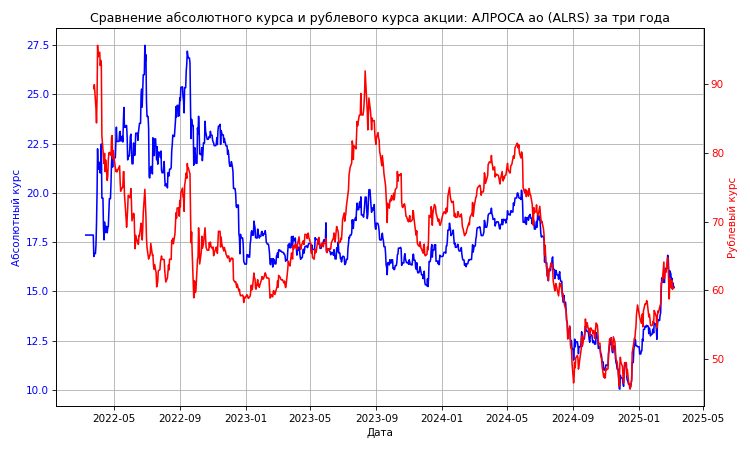 Сравнение абсолютного курса и рублевого курса акции: АЛРОСА ао (ALRS) за три года
27.5
25.0
22.5
20.0
17.5
15.0
12.5
10.0
Абсолютный курс
90
80
70
60
50
Рублевый курс
2022-05 2022-09 2023-01 2023-05 2023-09 2024-01 2024-05 2024-09 2025-01 2025-05
Дата